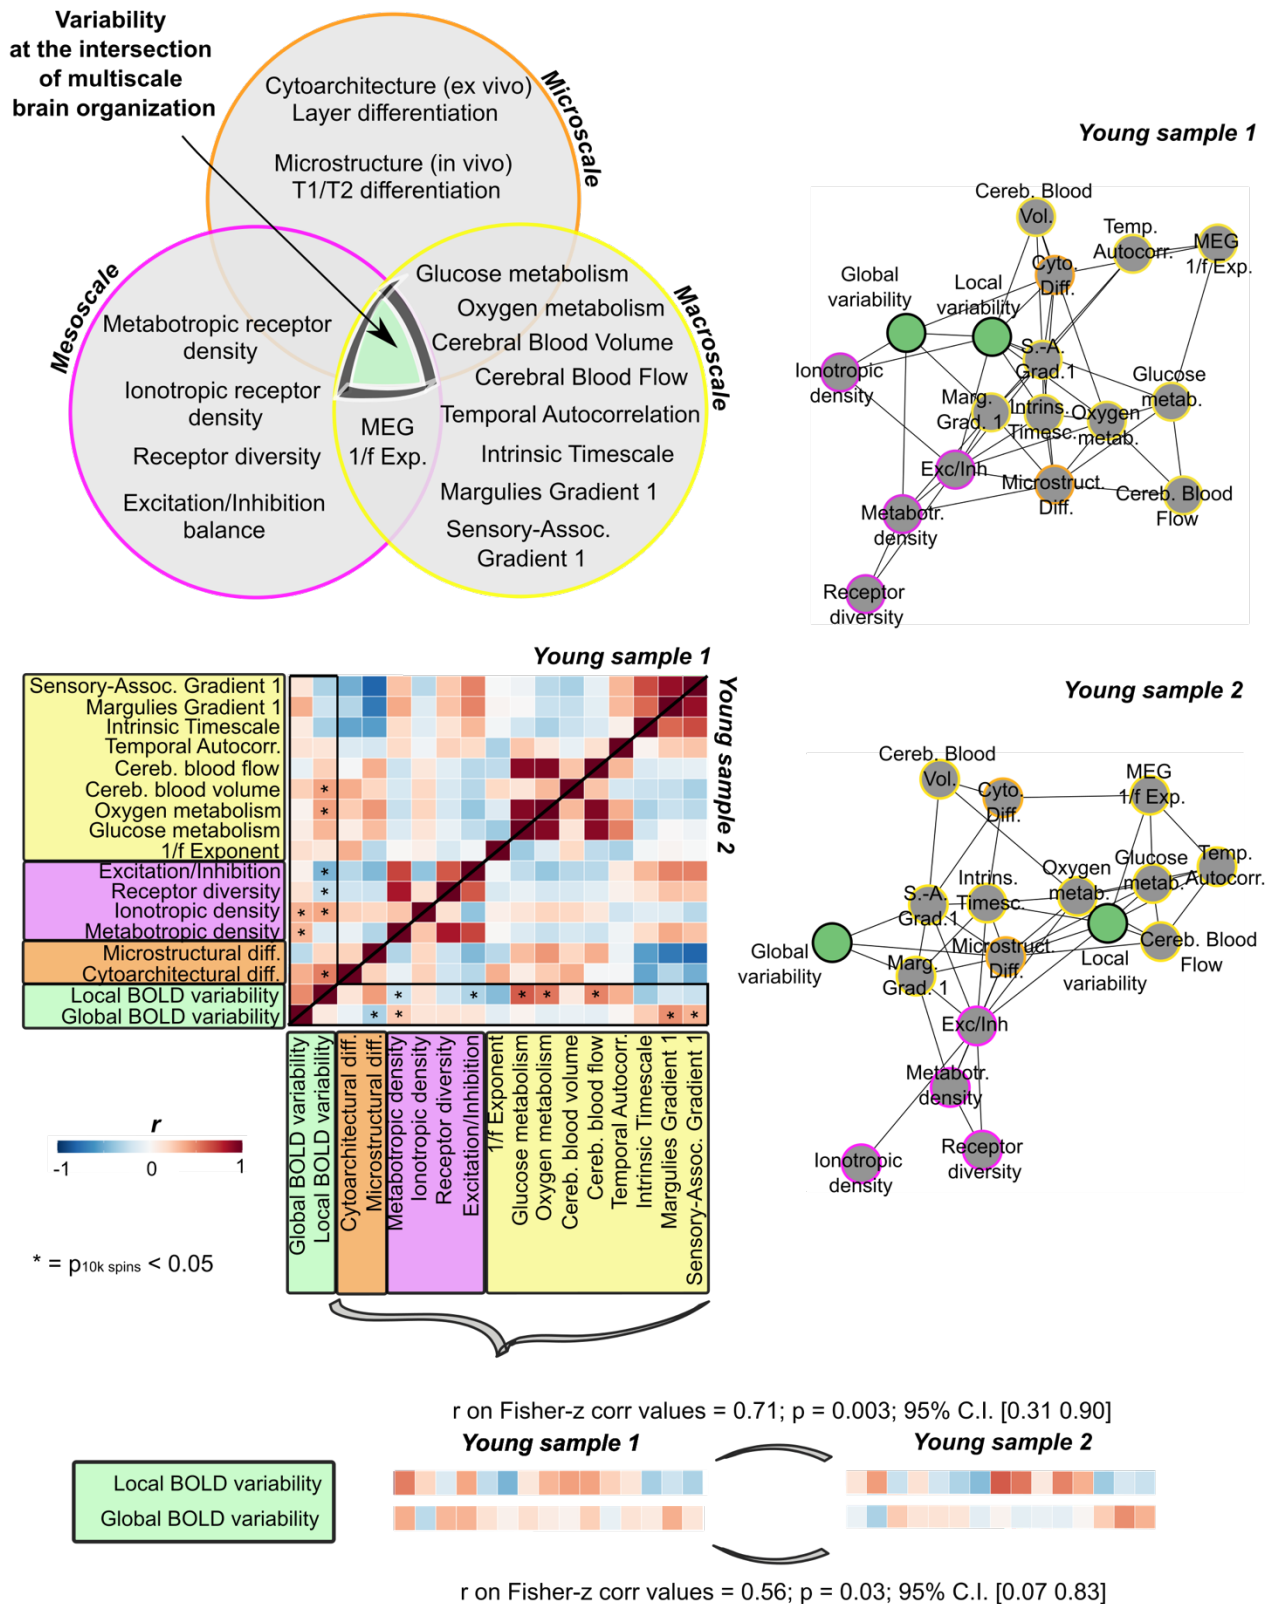 Variability
at the intersection
of multiscale
brain organization
Microscale
Cytoarchitecture (ex vivo)
Layer differentiation
Microstructure (in vivo)
T1/T2 differentiation
Mesoscale
Metabotropic receptor
density
Ionotropic receptor
density
Receptor diversity
Excitation/Inhibition
balance
MEG
1/f Exp.
Macroscale
Glucose metabolism
Oxygen metabolism
Cerebral Blood Volume
Cerebral Blood Flow
Temporal Autocorrelation
Intrinsic Timescale
Margulies Gradient 1
Sensory-Assoc.
Gradient 1
Young sample 1
Cereb. Blood
Vol.
Temp.
Autocorr.
MEG
1/f Exp.
Cyto.
Diff.
Global
variability
Local
variability
Ionotropic
density
S.-A.
Grad.1
Glucose
metab.
Marg.
Grad. 1
Intrins.
Timesc.
Oxygen
metab.
Exc/Inh
Microstruct.
Diff.
Cereb. Blood
Flow
Metabotr.
density
Receptor
diversity
Young sample 1
Young sample 2
Sensory-Assoc. Gradient 1
Margulies Gradient 1
Intrinsic Timescale
Temporal Autocorr.
Cereb. blood flow
Cereb. blood volume
Oxygen metabolism
Glucose metabolism
1/f Exponent
Excitation/Inhibition
Receptor diversity
Ionotropic density
Metabotropic density
Microstructural diff.
Cytoarchitectural diff.
Local BOLD variability
Global BOLD variability
* * * * * * * * *
* * * * *
* * * *
Global BOLD variability
Local BOLD variability
Cytoarchitectural diff.
Microstructural diff.
Metabotropic density
Ionotropic density
Receptor diversity
Excitation/Inhibition
1/f Exponent
Glucose metabolism
Oxygen metabolism
Cereb. blood volume
Cereb. blood flow
Temporal Autocorr.
Intrinsic Timescale
Margulies Gradient 1
Sensory-Assoc. Gradient 1
r
-1 0 1
* = p10k spins < 0.05
Young sample 2
Cereb. Blood
Vol.
Cyto.
Diff.
MEG
1/f Exp.
S.-A.
Grad.1
Intrins.
Timesc.
Oxygen
metab.
Glucose
metab.
Temp.
Autocorr.
Global
variability
Marg.
Grad. 1
Microstruct.
Diff.
Local
variability
Cereb. Blood
Flow
Exc/Inh
Metabotr.
density
Ionotropic
density
Receptor
diversity
r on Fisher-z corr values = 0.71; p = 0.003; 95% C.I. [0.31 0.90]
Young sample 1
Young sample 2
Local BOLD variability
Global BOLD variability
r on Fisher-z corr values = 0.56; p = 0.03; 95% C.I. [0.07 0.83]